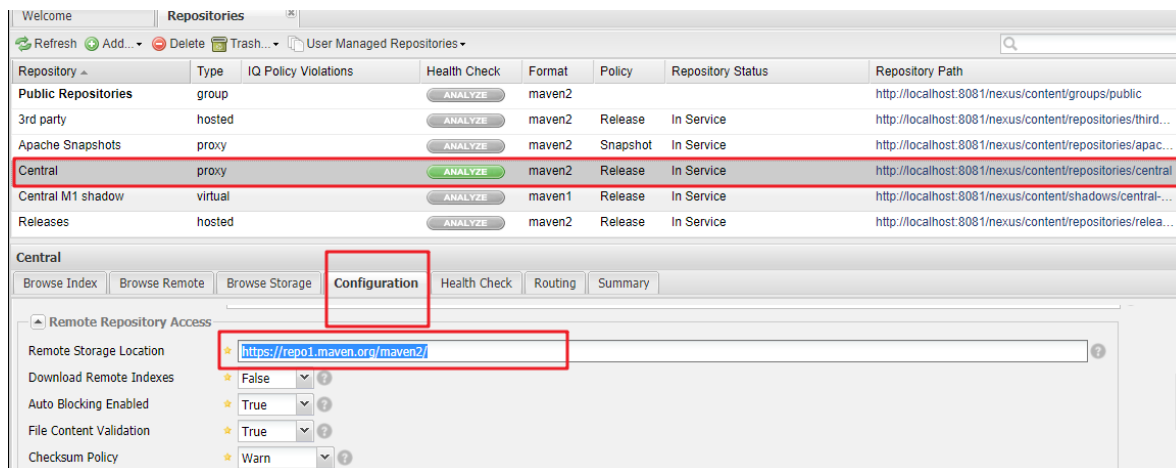 Welcome Repositories
Refresh Add... Delete Trash... User Managed Repositories
Repository Type IQ Policy Violations Health Check Format Policy Repository Status Repository Path
Public Repositories group ANALYZE maven2 http://localhost:8081/nexus/content/groups/public
3rd party hosted ANALYZE maven2 Release In Service http://localhost:8081/nexus/content/repositories/third...
Apache Snapshots proxy ANALYZE maven2 Snapshot In Service http://localhost:8081/nexus/content/repositories/apac...
Central proxy ANALYZE maven2 Release In Service http://localhost:8081/nexus/content/repositories/central
Central M1 shadow virtual ANALYZE maven1 Release In Service http://localhost:8081/nexus/content/shadows/central-...
Releases hosted ANALYZE maven2 Release In Service http://localhost:8081/nexus/content/repositories/relea...
Central
Browse Index Browse Remote Browse Storage Configuration Health Check Routing Summary
Remote Repository Access
Remote Storage Location https://repo1.maven.org/maven2/
Download Remote Indexes False
Auto Blocking Enabled True
File Content Validation True
Checksum Policy Warn